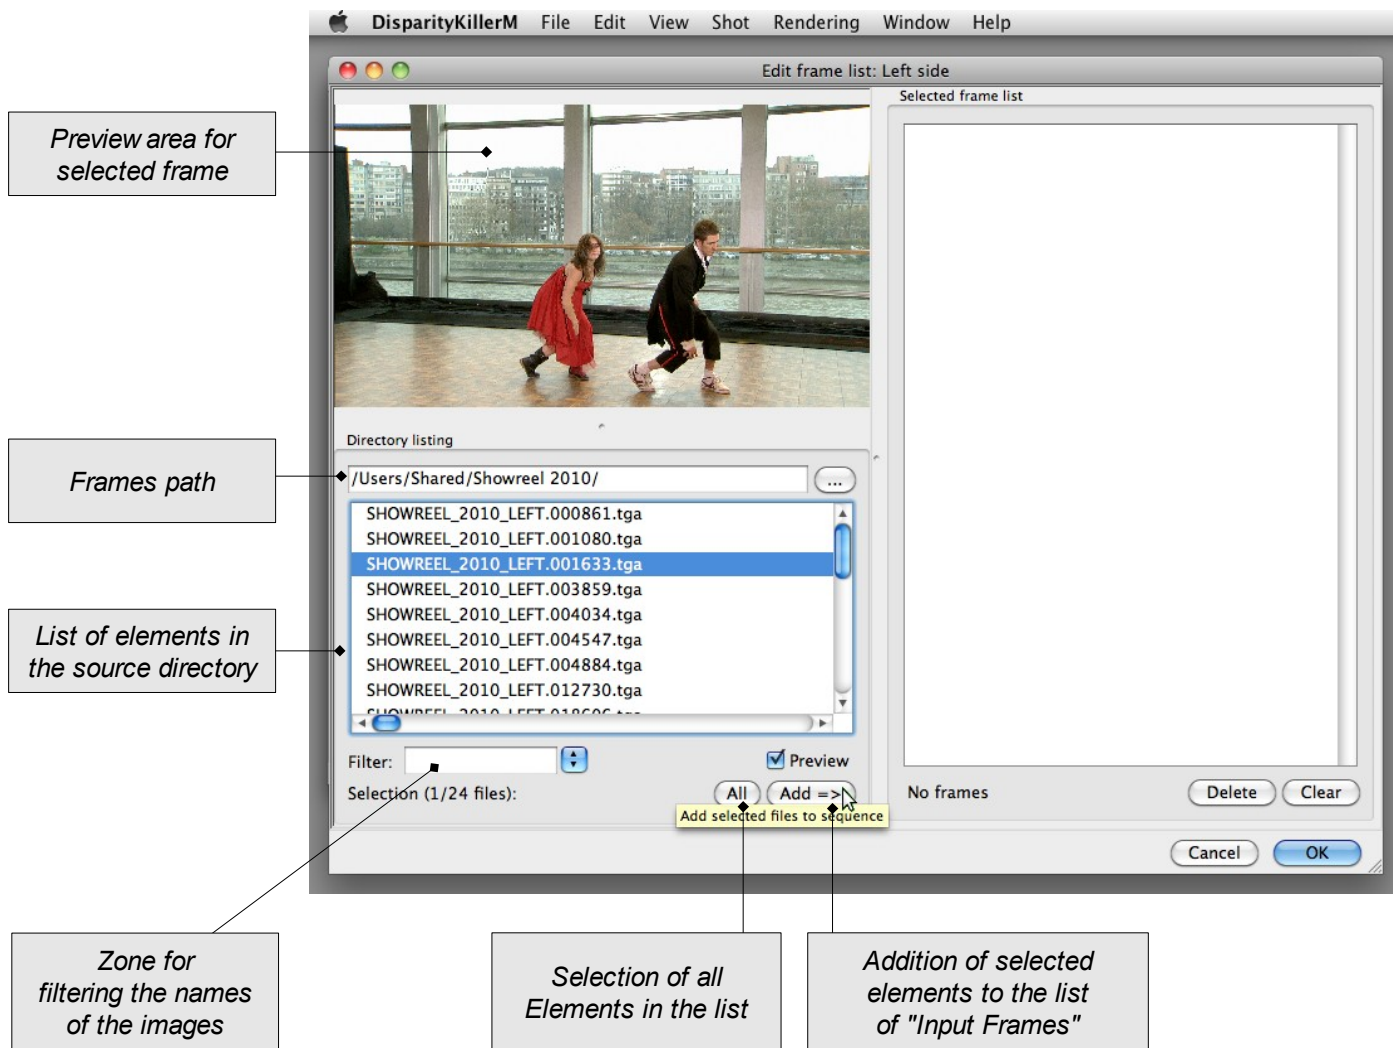 DisparityKillerM File Edit View Shot Rendering Window Help
Edit frame list: Left side
Selected frame list
Preview area for
selected frame
Directory listing
Frames path
/Users/Shared/Showreel 2010/
...
SHOWREEL_2010_LEFT.000861.tga
SHOWREEL_2010_LEFT.001080.tga
SHOWREEL_2010_LEFT.001633.tga
SHOWREEL_2010_LEFT.003859.tga
SHOWREEL_2010_LEFT.004034.tga
SHOWREEL_2010_LEFT.004547.tga
SHOWREEL_2010_LEFT.004884.tga
SHOWREEL_2010_LEFT.012730.tga
List of elements in
the source directory
Filter:
Preview
Selection (1/24 files):
All
Add =>
No frames
Delete
Clear
Add selected files to sequence
Cancel
OK
Zone for
filtering the names
of the images
Selection of all
Elements in the list
Addition of selected
elements to the list
of "Input Frames"